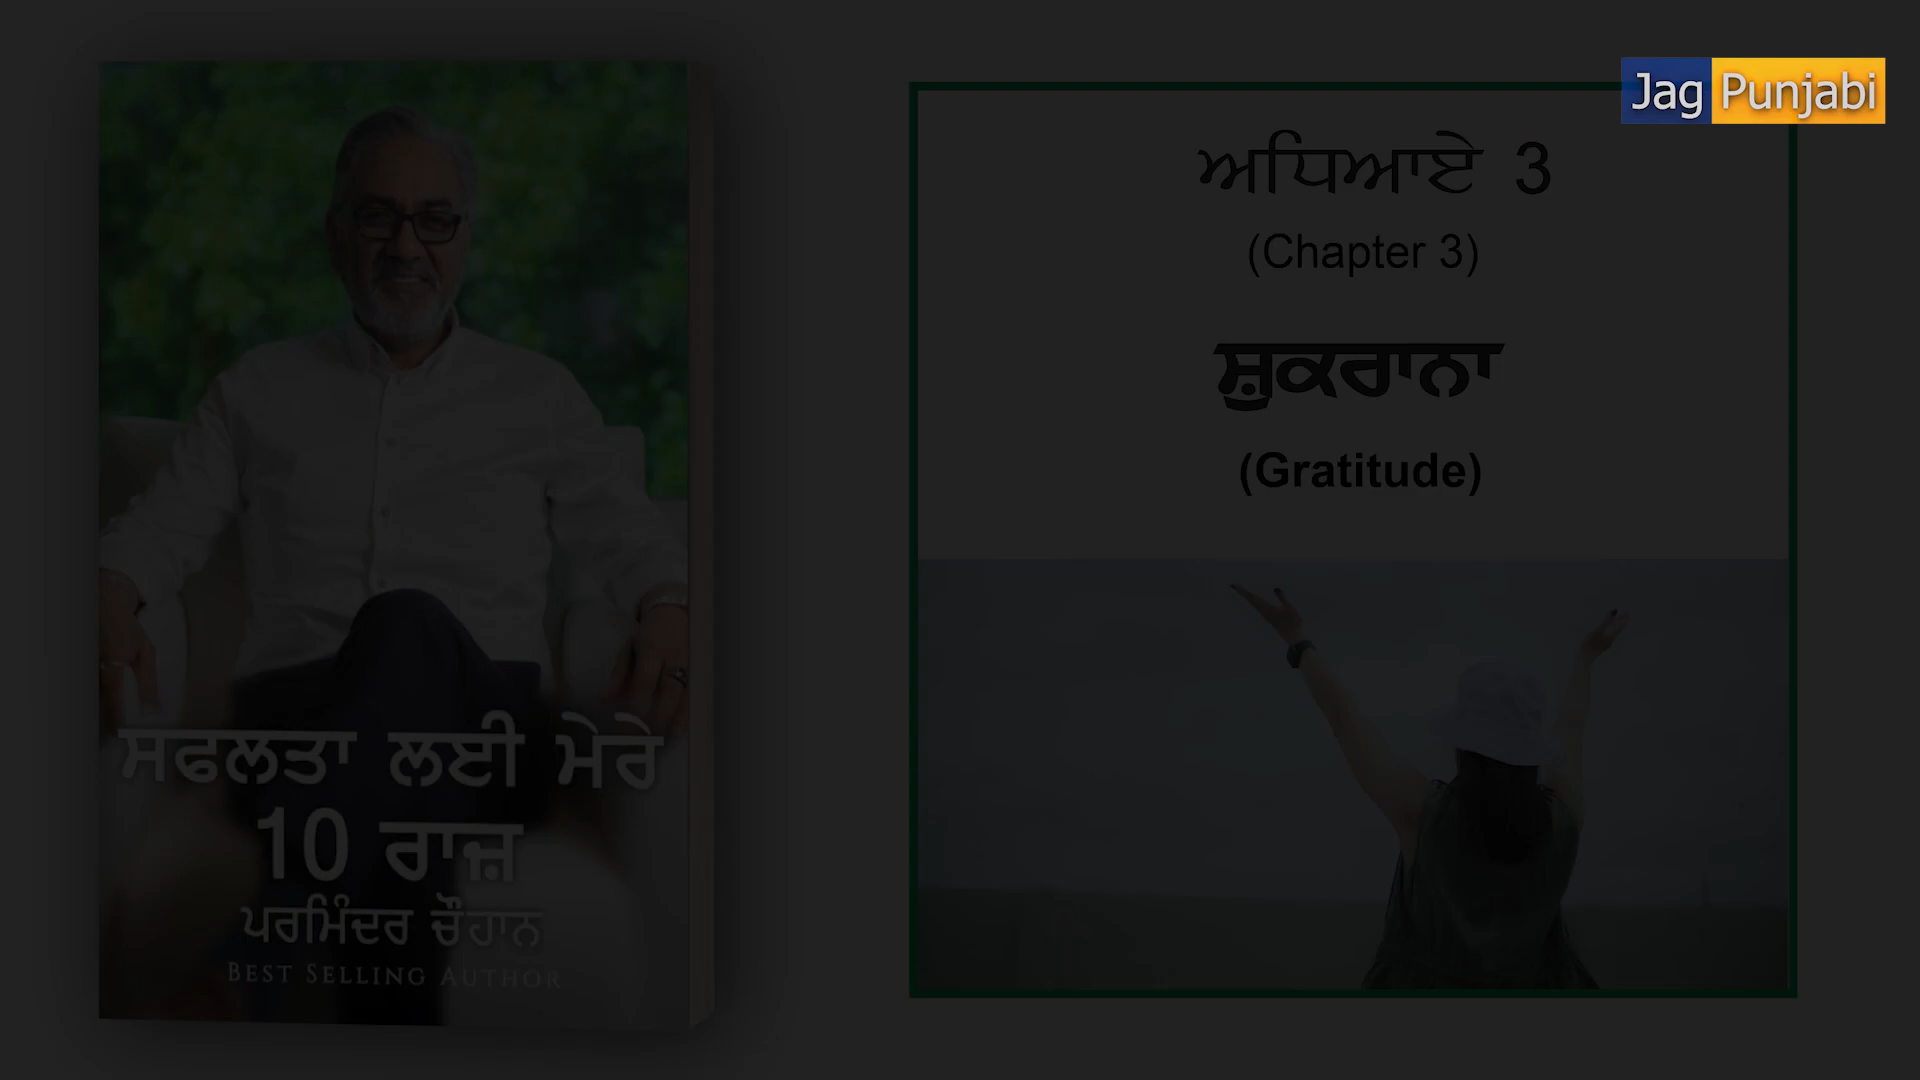 ਸਫਲਤਾ ਲਈ ਮੇਰੇ
10 ਰਾਜ਼
ਪਰਮਿੰਦਰ ਚੌਹਾਨ
BEST SELLING AUTHOR
Jag Punjabi
ਅਧਿਆਏ 3
(Chapter 3)
ਸ਼ੁਕਰਾਨਾ
(Gratitude)